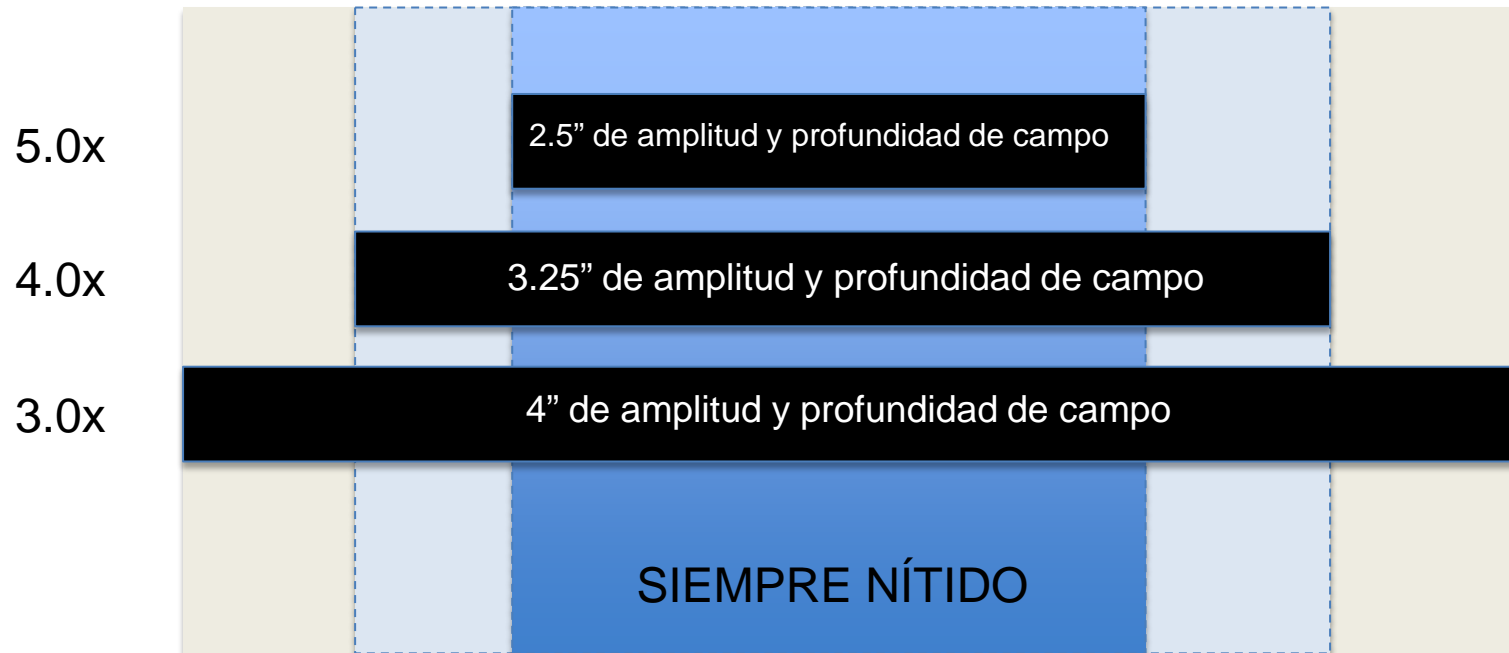 5.0x
2.5” de amplitud y profundidad de campo
4.0x
3.25” de amplitud y profundidad de campo
3.0x
4” de amplitud y profundidad de campo
SIEMPRE NÍTIDO